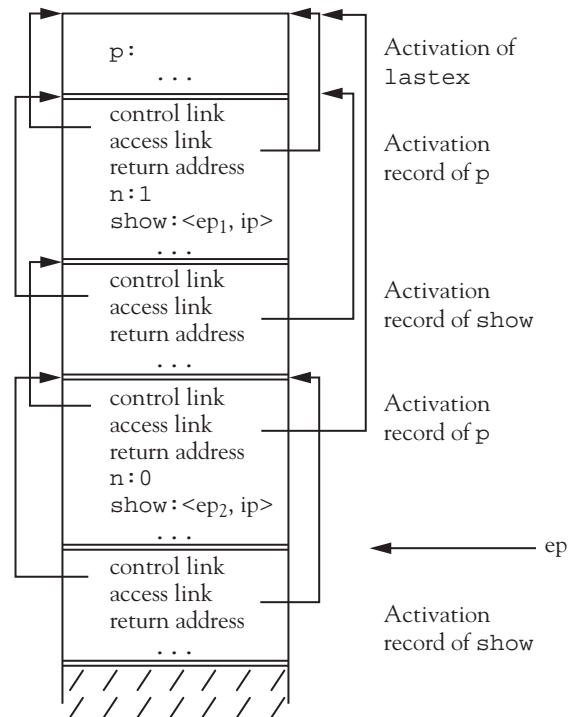 p:
...
Activation of
lastex
control link
access link
return address
n:1
show:<ep1, ip>
...
Activation
record of p
control link
access link
return address
...
Activation
record of show
control link
access link
return address
n:0
show:<ep2, ip>
...
Activation
record of p
ep
control link
access link
return address
...
Activation
record of show